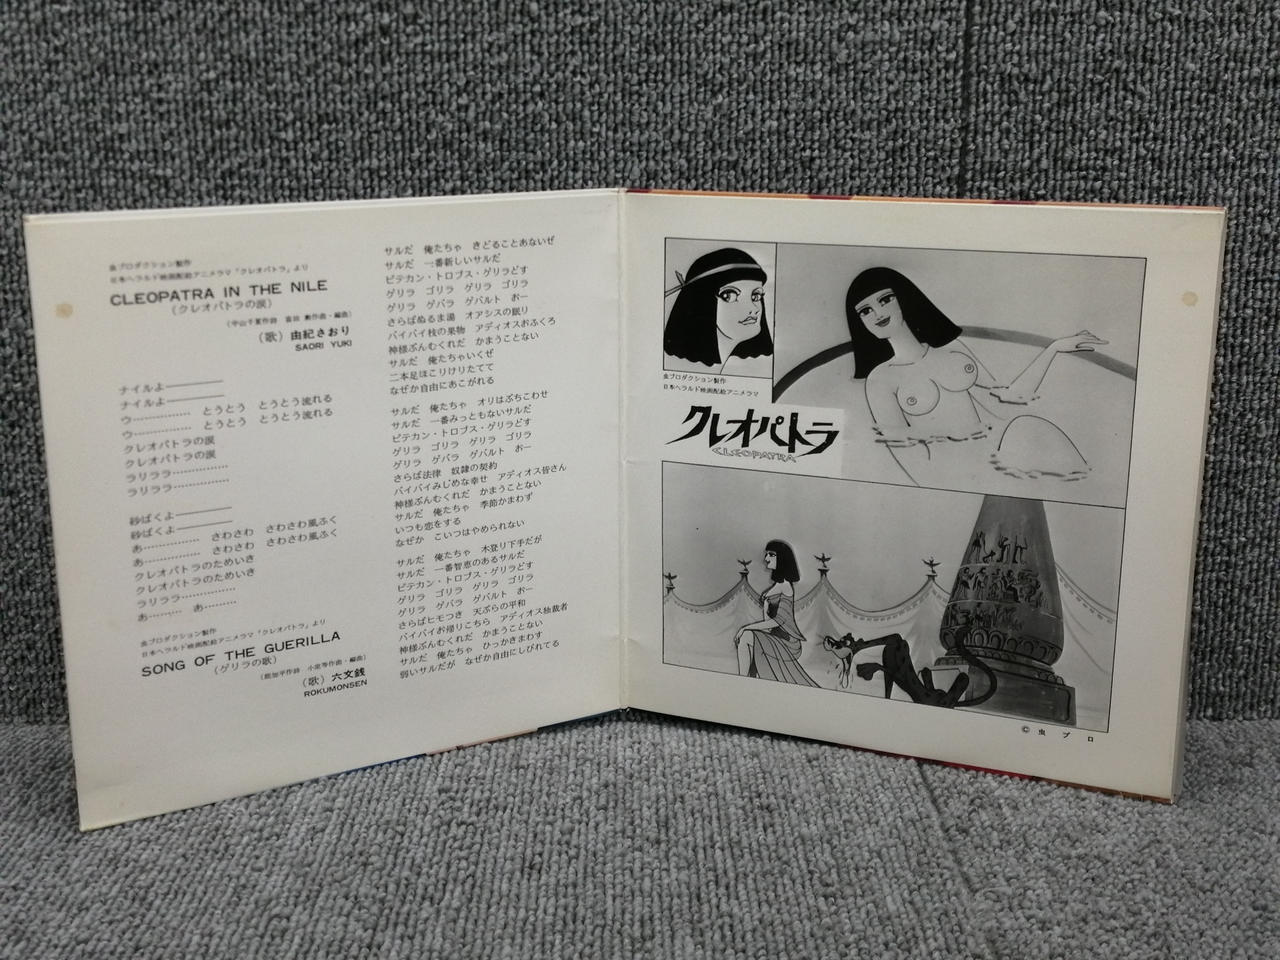 虫プロダクション製作
日本ヘラルド映画配給アニメラマ「クレオパトラ」より
CLEOPATRA IN THE NILE
(クレオパトラの涙)
(中山千夏作詩 冨田 勲作曲・編曲)
(歌) 由紀さおり
SAORI YUKI
ナイルよ————
ナイルよ————
ウ…………… とうとう とうとう流れる
ウ…………… とうとう とうとう流れる
クレオパトラの涙
クレオパトラの涙
ラリララ……………
ラリララ……………
砂ばくよ————
砂ばくよ————
あ…………… さわさわ さわさわ風ふく
あ…………… さわさわ さわさわ風ふく
クレオパトラのためいき
クレオパトラのためいき
ラリララ……………
あ……… あ………
虫プロダクション製作
日本ヘラルド映画配給アニメラマ「クレオパトラ」より
SONG OF THE GUERILLA
(ゲリラの歌)
(歌) 六文銭
ROKUMONSEN
サルだ 俺たちゃ きどることあないぜ
サルだ 一番新しいサルだ
ピテカン・トロプス・ゲリラどす
ゲリラ ゴリラ ゲリラ ゴリラ
ゲリラ ゲバラ ゲバルト おー
さらばぬるま湯 オアシスの眠り
バイバイ枝の果物 アディオスおふくろ
神様ぶんむくれだ かまうことない
サルだ 俺たちゃいくぜ
二本足ほこりけりたてて
なぜか自由にあこがれる
サルだ 俺たちゃ オリはぶちこわせ
サルだ 一番みっともないサルだ
ピテカン・トロプス・ゲリラどす
ゲリラ ゴリラ ゲリラ ゴリラ
ゲリラ ゲバラ ゲバルト おー
さらば法律 奴隷の契約
バイバイみじめな幸せ アディオス皆さん
神様ぶんむくれだ かまうことない
サルだ 俺たちゃ 季節かまわず
いつも恋をする
なぜか こいつはやめられない
サルだ 俺たちゃ 木登り下手だが
サルだ 一番智恵のあるサルだ
ピテカン・トロプス・ゲリラどす
ゲリラ ゴリラ ゲリラ ゴリラ
ゲリラ ゲバラ ゲバルト おー
さらばヒモつき 天ぷらの平和
バイバイお帰りこちら アディオス独裁者
神様ぶんむくれだ かまうことない
サルだ 俺たちゃ ひっかきまわす
弱いサルだが なぜか自由にしびれてる
虫プロダクション製作
日本ヘラルド映画配給アニメラマ
クレオパトラ
CLEOPATRA
©虫プロ